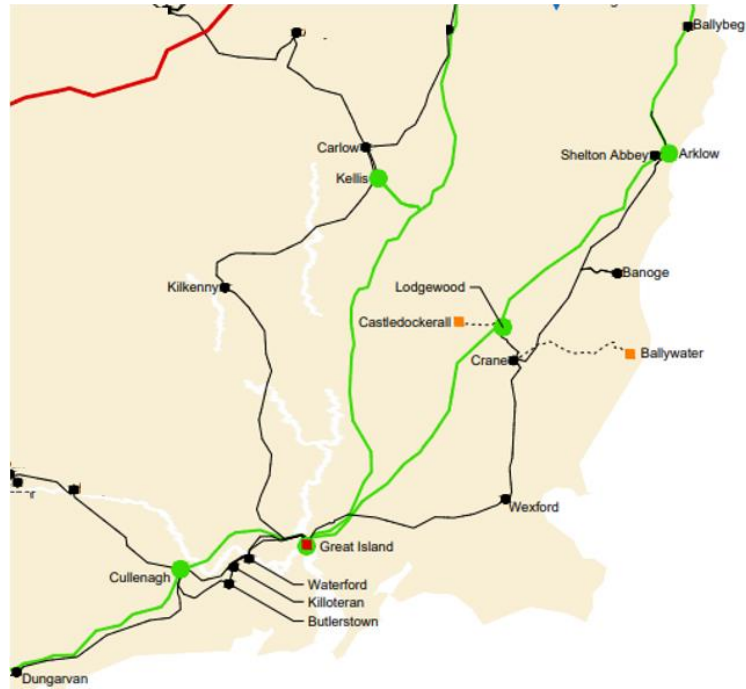 Ballybeg
Carlow
Shelton Abbey
Arklow
Kellis
Kilkenny
Lodgewood
Banoge
Castledockerall
Crane
Ballywater
Wexford
Great Island
Cullenagh
Waterford
Killoteran
Butlerstown
Dungarvan